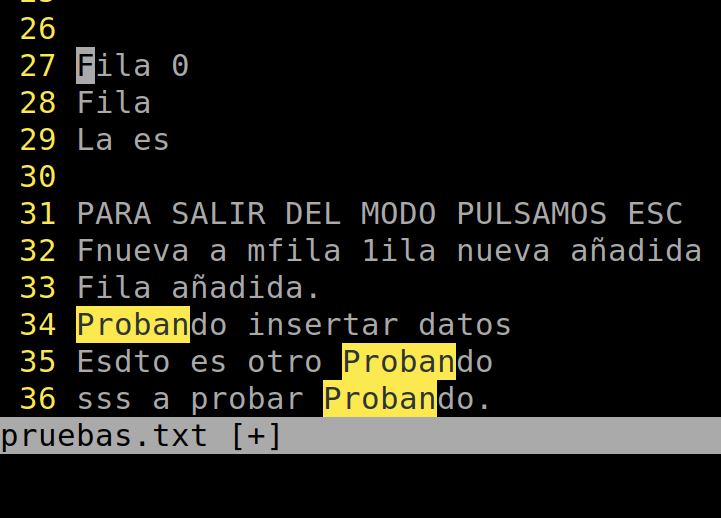 26
27 Fila 0
28 Fila
29 La es
30
31 PARA SALIR DEL MODO PULSAMOS ESC
32 Fnueva a mfila 1ila nueva añadida
33 Fila añadida.
34 Probando insertar datos
35 Esdto es otro Probando
36 sss a probar Probando.
pruebas.txt [+]